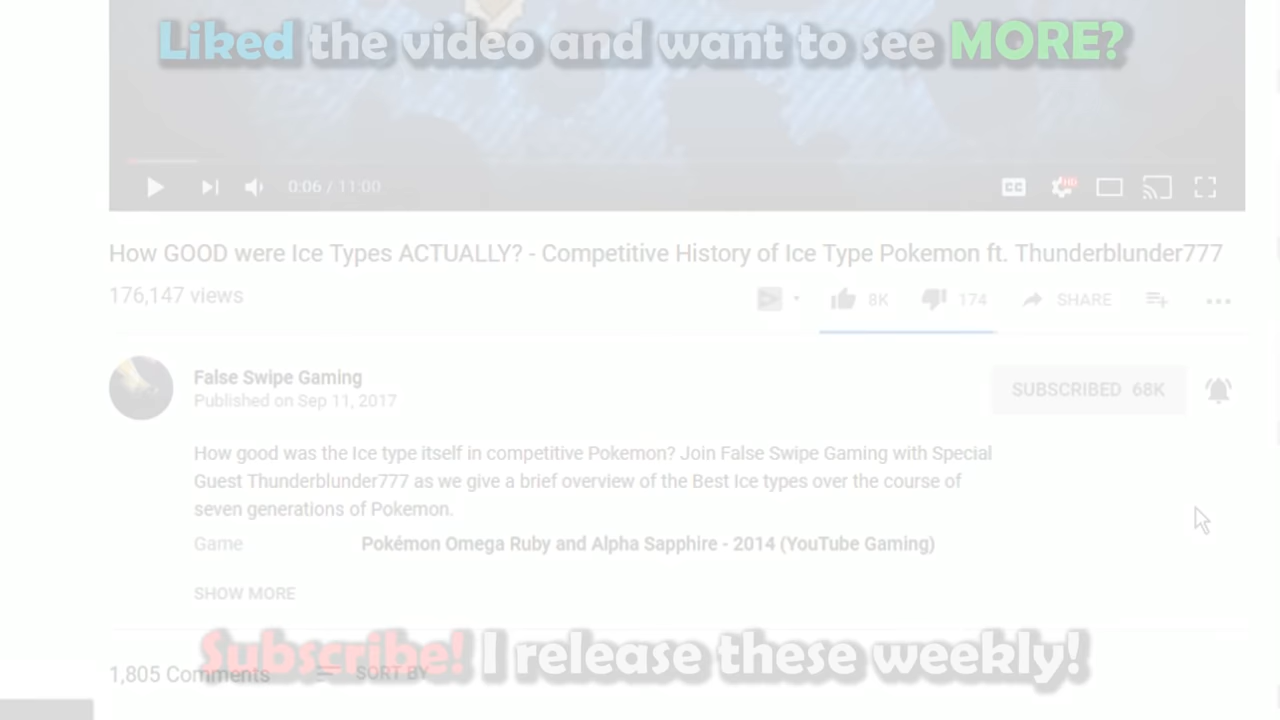 Liked the video and want to see MORE?
0:06 / 11:00
CC
HD
How GOOD were Ice Types ACTUALLY? - Competitive History of Ice Type Pokemon ft. Thunderblunder777
176,147 views
8K 174 SHARE
False Swipe Gaming
Published on Sep 11, 2017
SUBSCRIBED 68K
How good was the Ice type itself in competitive Pokemon? Join False Swipe Gaming with Special
Guest Thunderblunder777 as we give a brief overview of the Best Ice types over the course of
seven generations of Pokemon.
Game Pokémon Omega Ruby and Alpha Sapphire - 2014 (YouTube Gaming)
SHOW MORE
Subscribe! I release these weekly!
1,805 Comments SORT BY